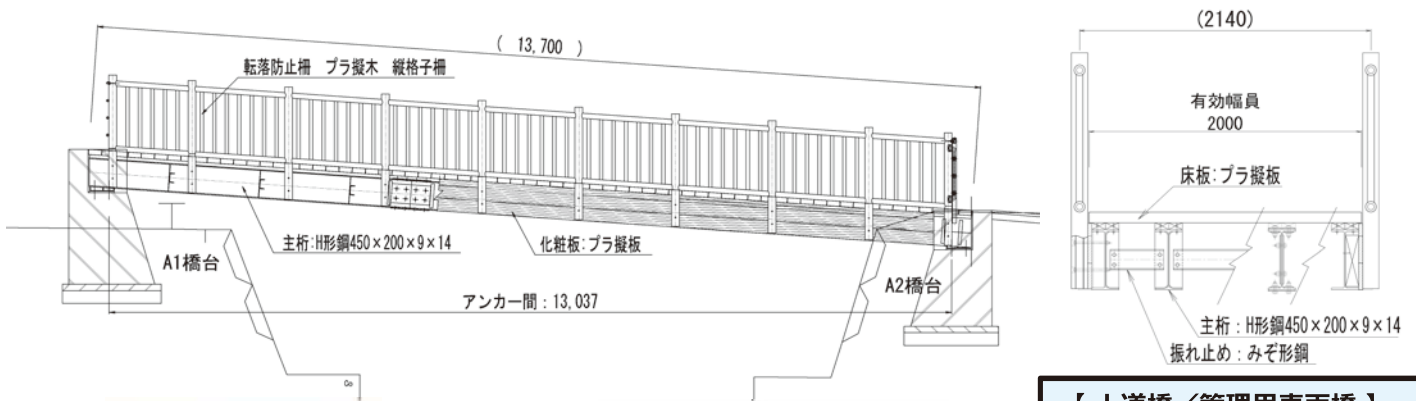 ( 13,700 )
転落防止柵 プラ擬木 縦格子柵
主桁:H形鋼450×200×9×14
化粧板:プラ擬板
A1橋台
A2橋台
アンカー間:13,037
Co
(2140)
有効幅員
2000
床板:プラ擬板
主桁:H形鋼450×200×9×14
振れ止め:みぞ形鋼